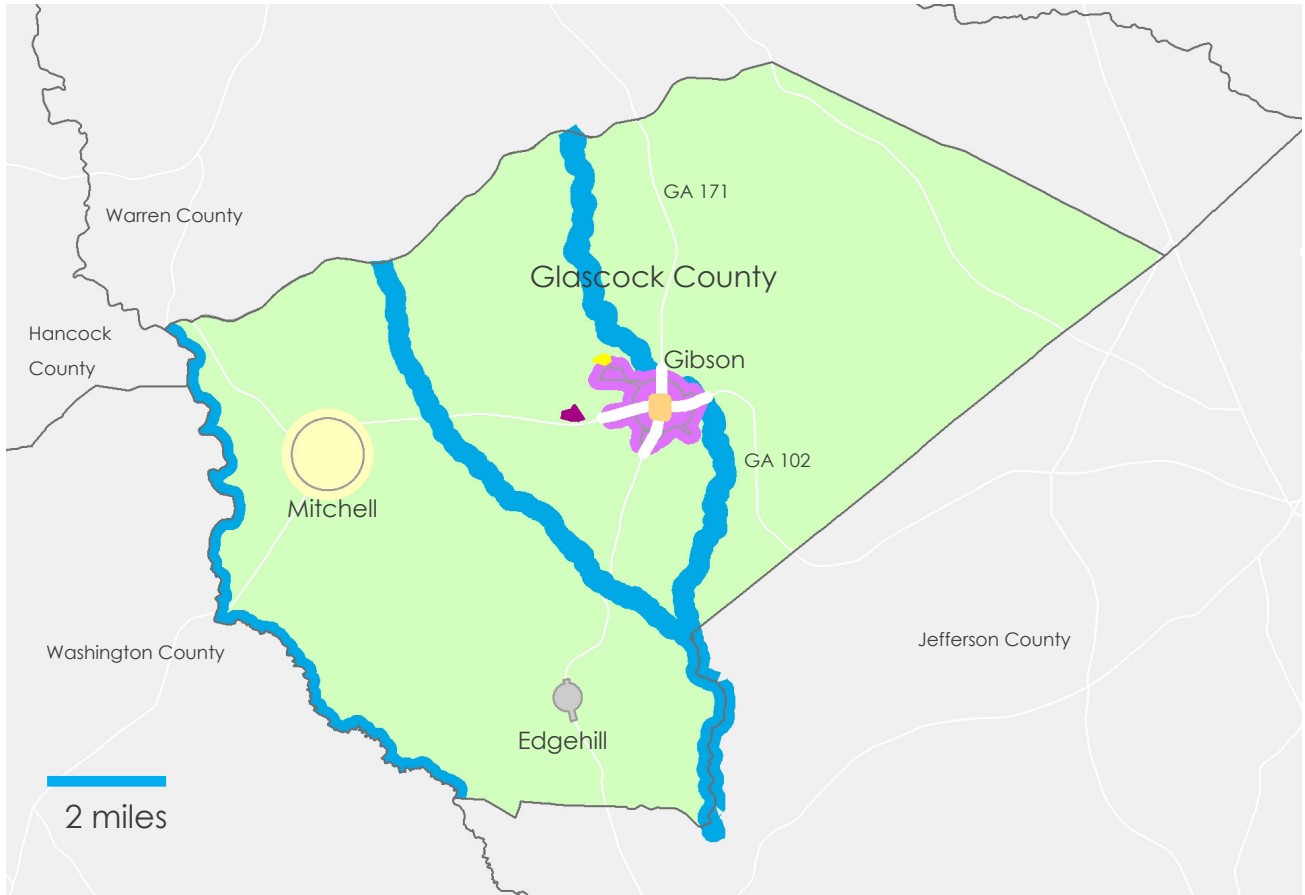 GA 171
Warren County
Glascock County
Hancock
County
Gibson
GA 102
Mitchell
Washington County
Jefferson County
Edgehill
2 miles